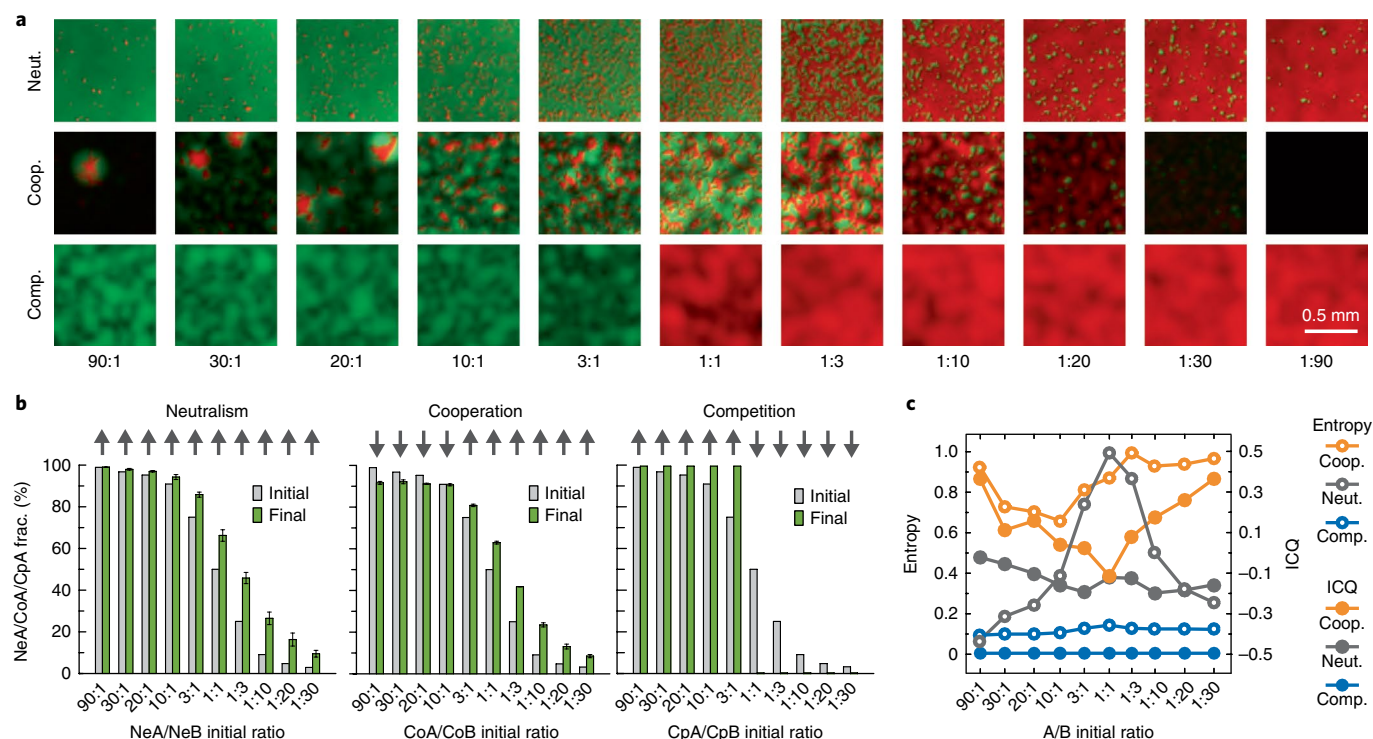 a
Neut.
Coop.
Comp.
0.5 mm
90:1 30:1 20:1 10:1 3:1 1:1 1:3 1:10 1:20 1:30 1:90
b
Neutralism Cooperation Competition
NeA/CoA/CpA frac. (%)
100
80
60
40
20
0
Initial
Final
Initial
Final
Initial
Final
90:1 30:1 20:1 10:1 3:1 1:1 1:3 1:10 1:20 1:30
NeA/NeB initial ratio
90:1 30:1 20:1 10:1 3:1 1:1 1:3 1:10 1:20 1:30
CoA/CoB initial ratio
90:1 30:1 20:1 10:1 3:1 1:1 1:3 1:10 1:20 1:30
CpA/CpB initial ratio
c
Entropy
1.0
0.8
0.6
0.4
0.2
0
0.5
0.3
0.1
−0.1
−0.3
−0.5
ICQ
90:1 30:1 20:1 10:1 3:1 1:1 1:3 1:10 1:20 1:30
A/B initial ratio
Entropy
Coop.
Neut.
Comp.
ICQ
Coop.
Neut.
Comp.